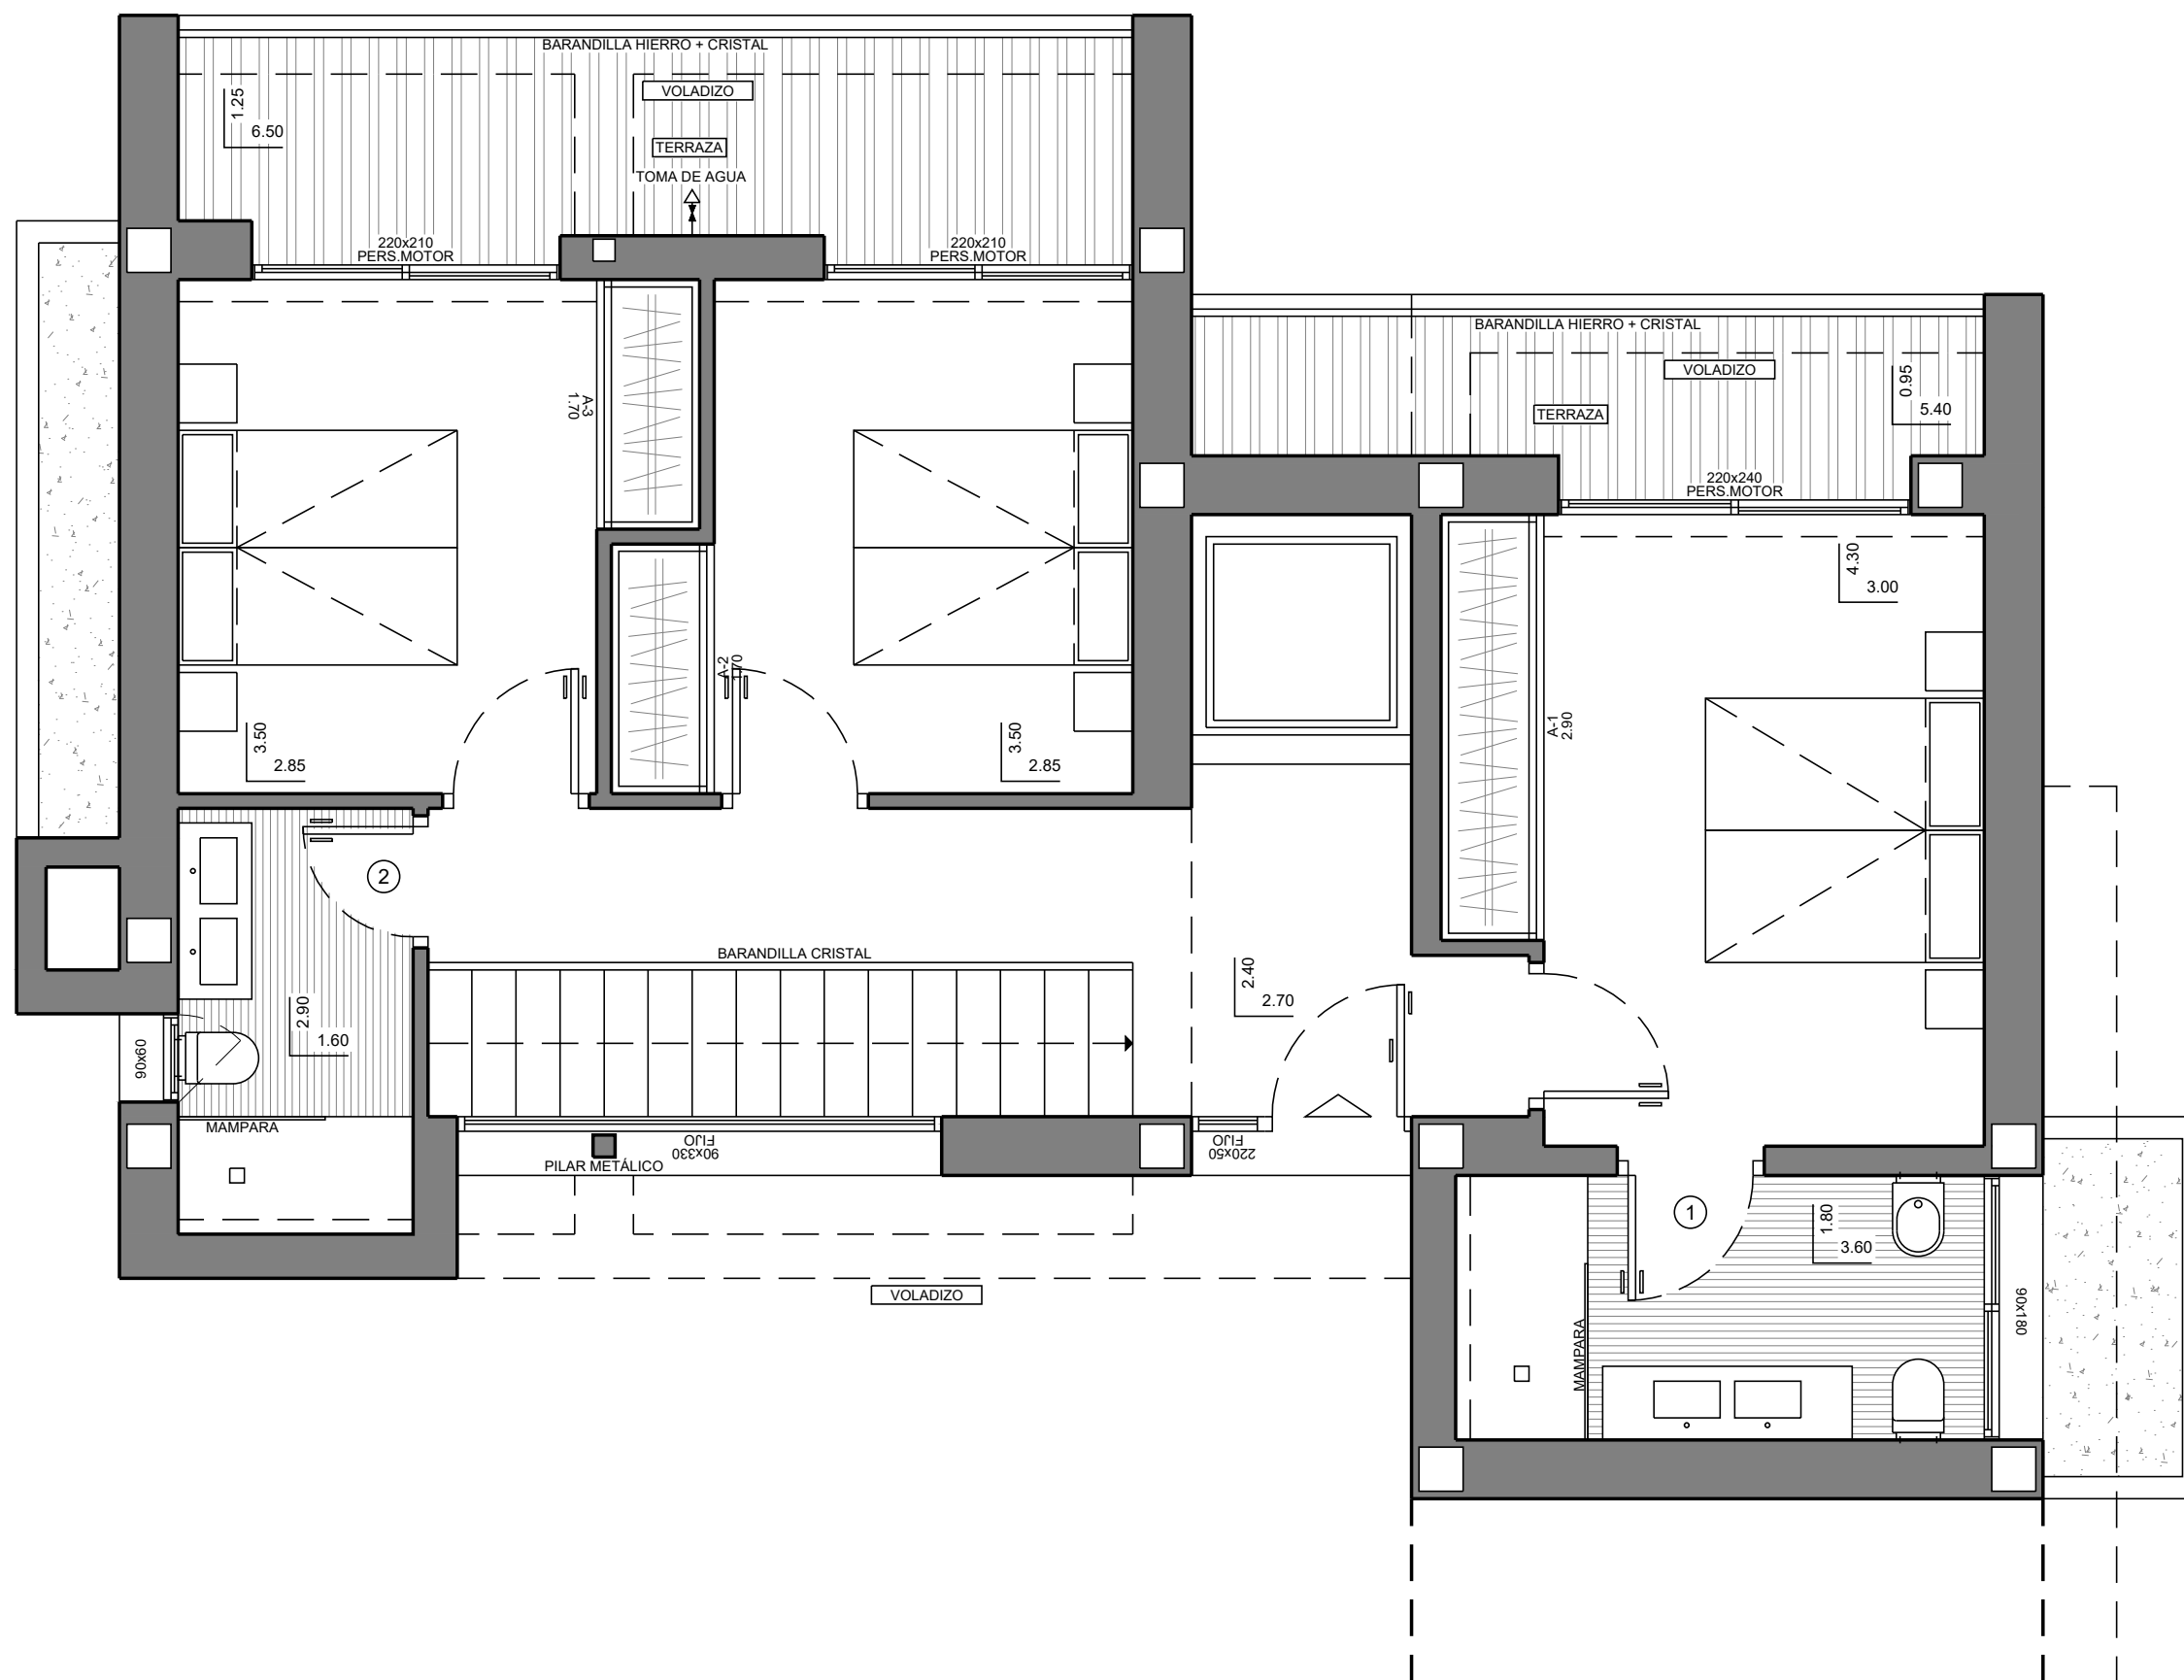 BARANDILLA HIERRO + CRISTAL
VOLADIZO
1.25
6.50
TERRAZA
TOMA DE AGUA
220x210
PERS.MOTOR
220x210
PERS.MOTOR
BARANDILLA HIERRO + CRISTAL
VOLADIZO
0.95
5.40
TERRAZA
220x240
PERS.MOTOR
A-3
1.70
4.30
3.00
A-2
1.70
A-1
2.90
3.50
2.85
3.50
2.85
2
BARANDILLA CRISTAL
2.40
2.70
2.90
1.60
90x60
MAMPARA
90x330
FIJO
PILAR METÁLICO
220x50
FIJO
1
1.80
3.60
VOLADIZO
90x180
MAMPARA